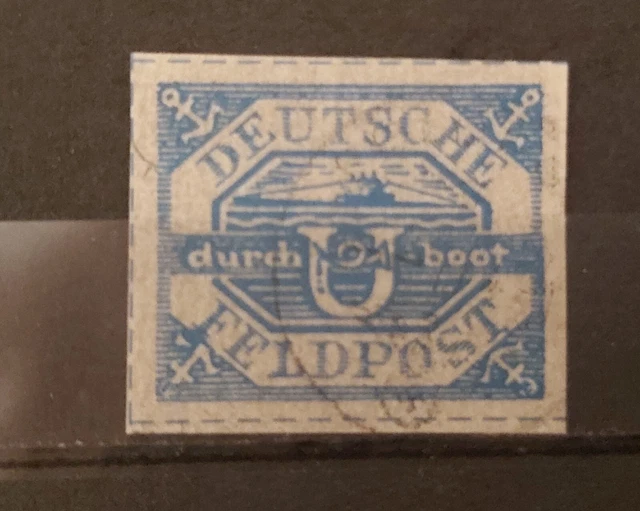 DEUTSCHE
durch U boot
FELDPOST